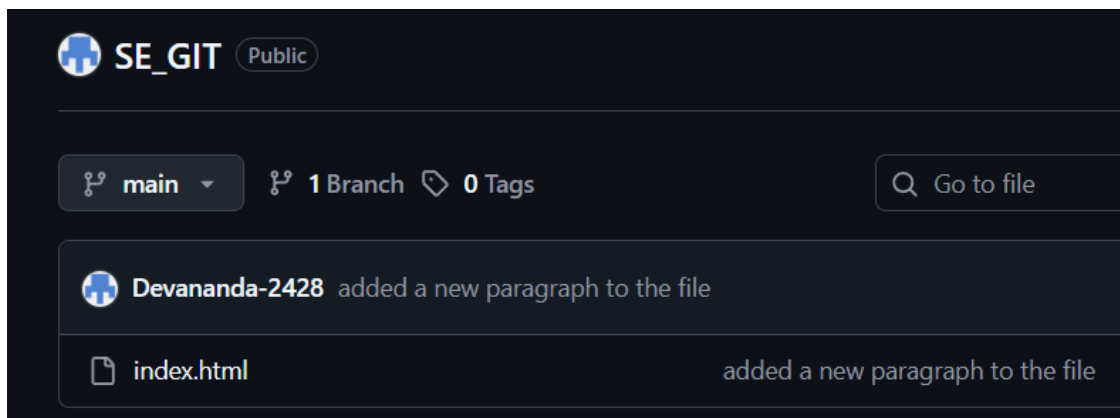 SE_GIT Public
main 1 Branch 0 Tags Go to file
Devananda-2428 added a new paragraph to the file
index.html added a new paragraph to the file